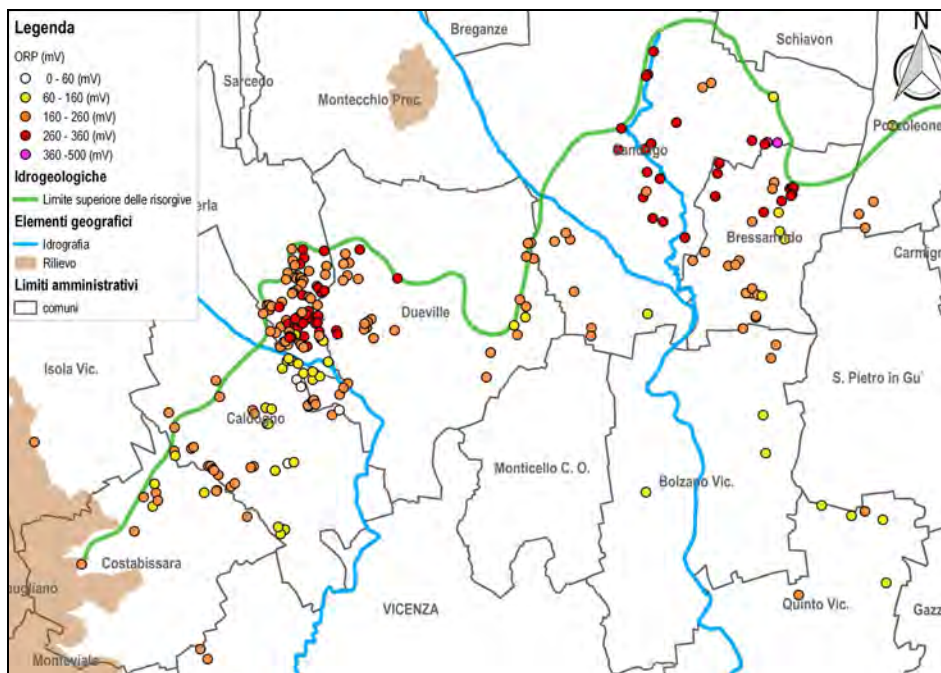 Legenda
ORP (mV)
0 - 60 (mV)
60 - 160 (mV)
160 - 260 (mV)
260 - 360 (mV)
360 -500 (mV)
Idrogeologiche
Limite superiore delle risorgive
Elementi geografici
Idrografia
Rilievo
Limiti amministrativi
comuni
N
Breganze
Schiavon
Sarcedo
Montecchio Prec.
Pozzoleone
Sandrigo
erla
Bressanvido
Carmign
Dueville
Isola Vic.
S. Pietro in Gu'
Caldogno
Monticello C. O.
Bolzano Vic.
Costabissara
augliano
VICENZA
Quinto Vic.
Gazz
Monteviale